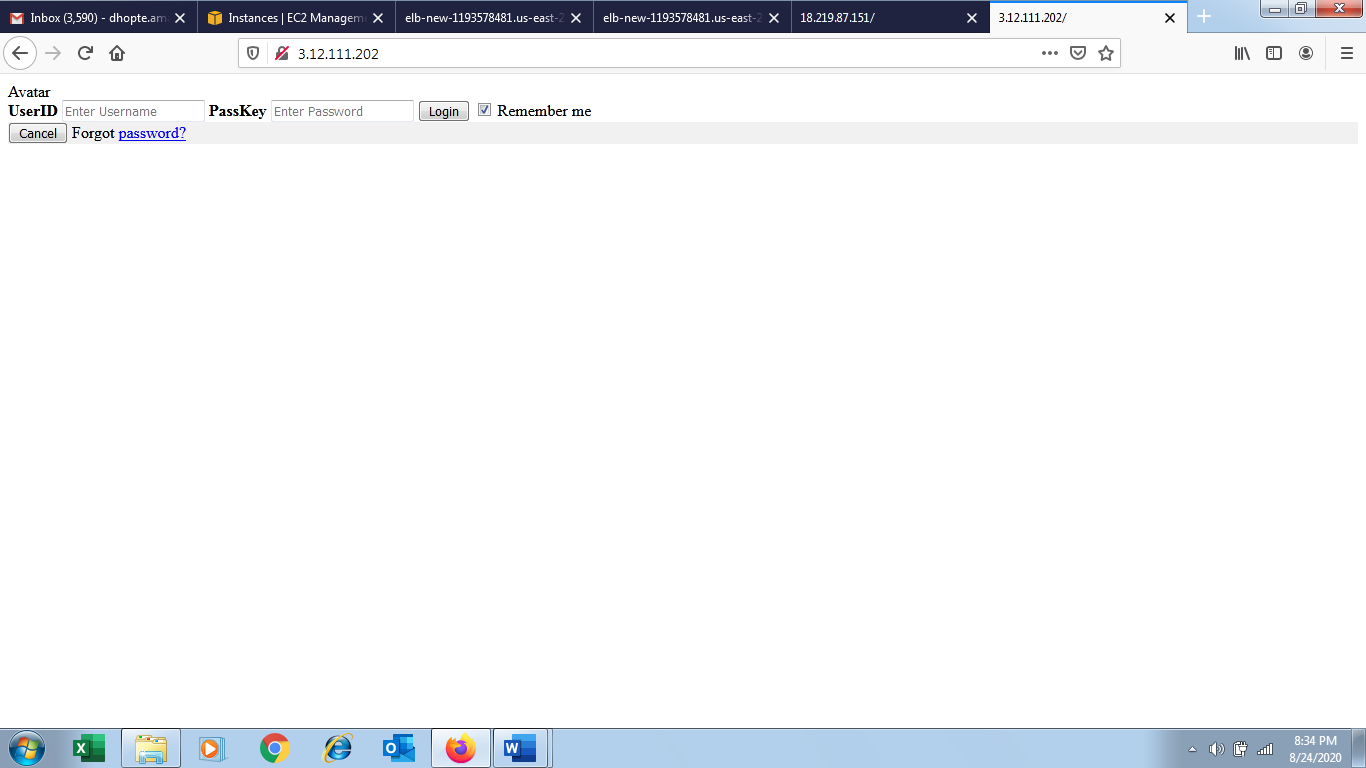 Inbox (3,590) - dhopte.am
Instances | EC2 Managem
elb-new-1193578481.us-east-2
elb-new-1193578481.us-east-2
18.219.87.151/
3.12.111.202/
3.12.111.202
Avatar
UserID Enter Username PassKey Enter Password Login Remember me
Cancel Forgot password?
8:34 PM
8/24/2020